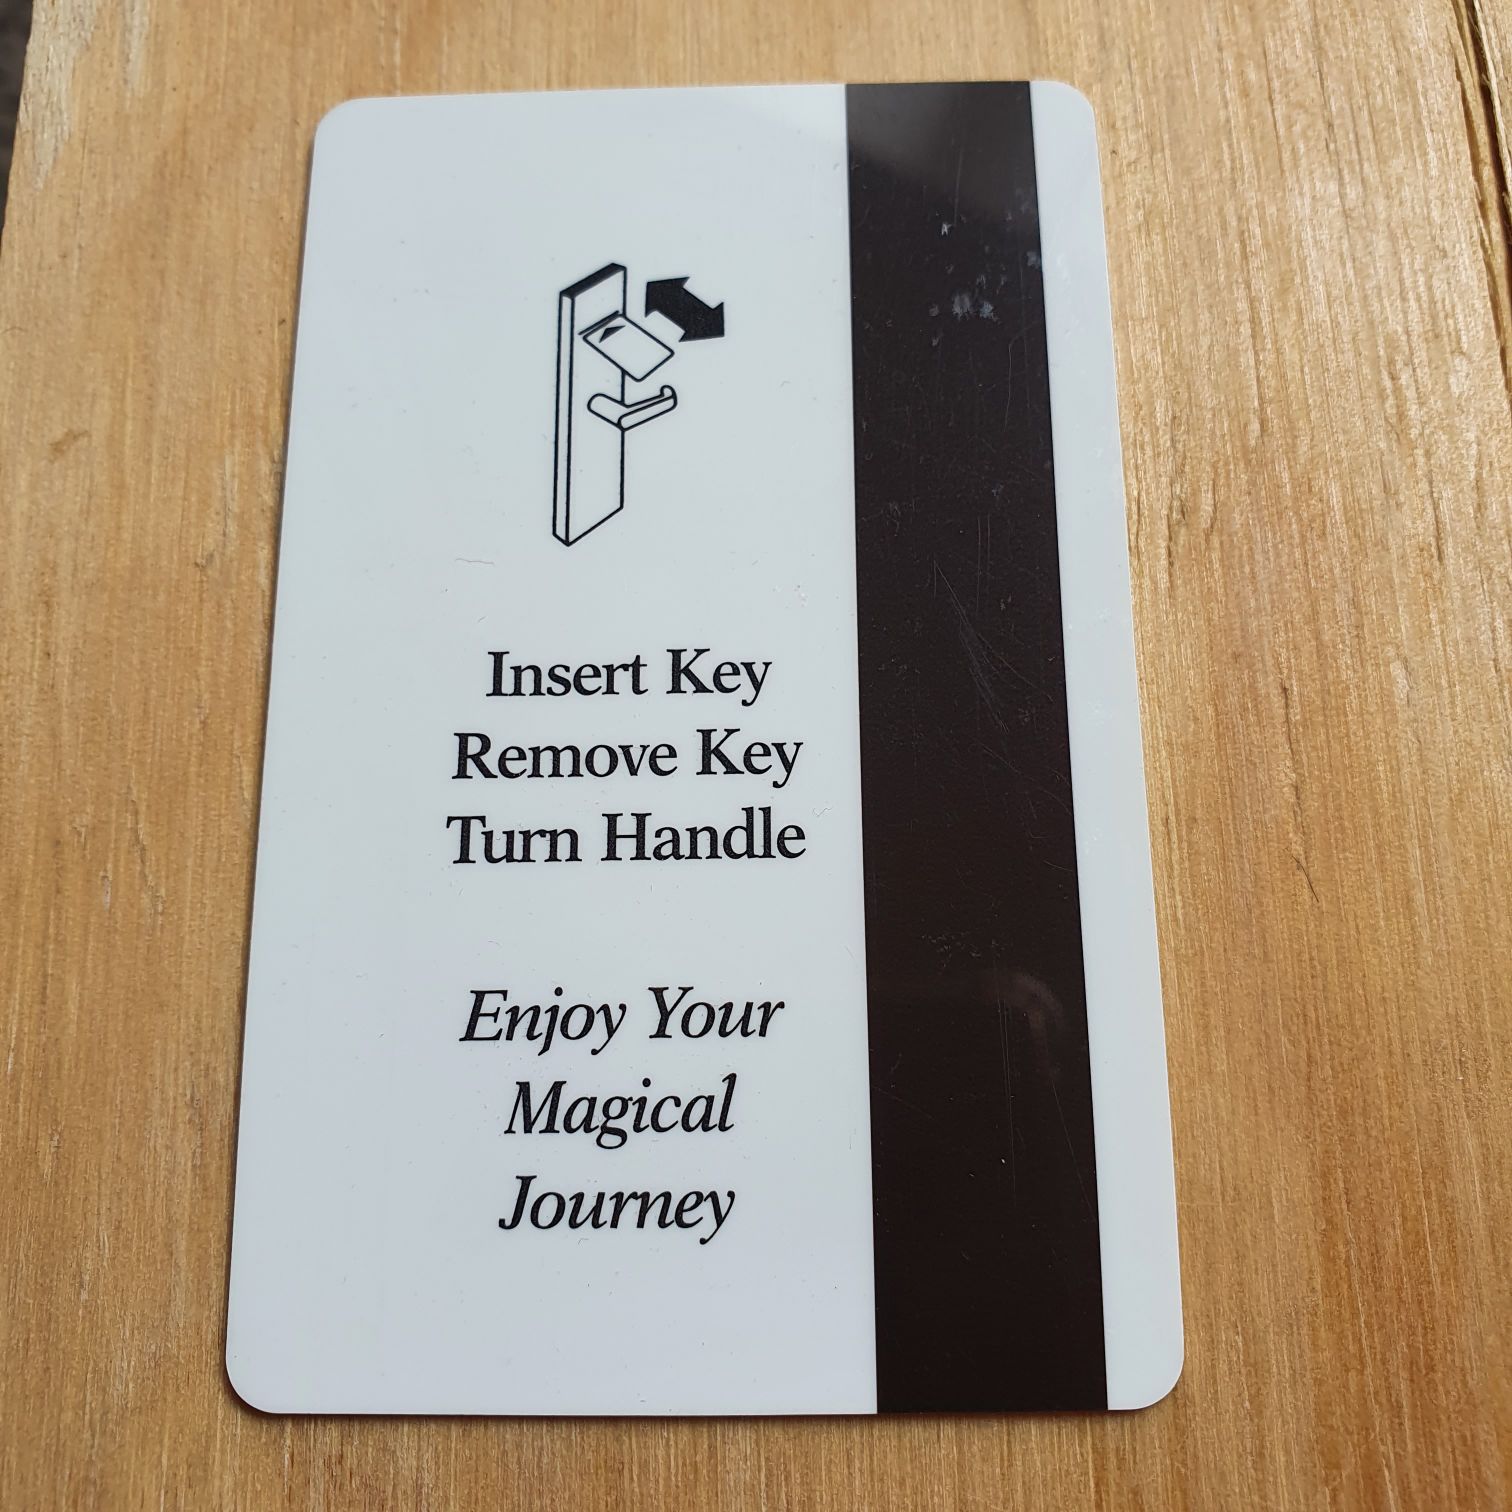 Insert Key
Remove Key
Turn Handle
Enjoy Your
Magical
Journey